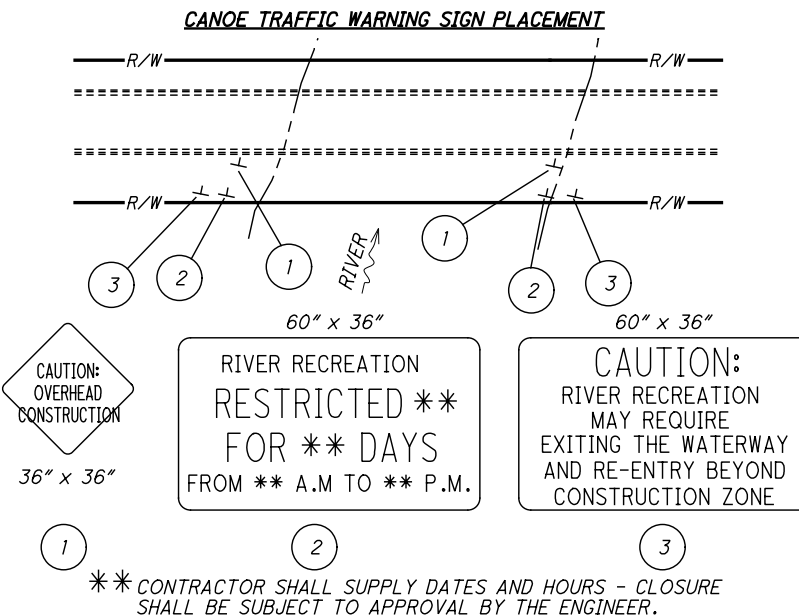 CANOE TRAFFIC WARNING SIGN PLACEMENT
R/W R/W
R/W R/W
3 2 1 RIVER 1 2 3
CAUTION:
OVERHEAD
CONSTRUCTION
36" x 36"
1
60" x 36"
RIVER RECREATION
RESTRICTED **
FOR ** DAYS
FROM ** A.M TO ** P.M.
2
60" x 36"
CAUTION:
RIVER RECREATION
MAY REQUIRE
EXITING THE WATERWAY
AND RE-ENTRY BEYOND
CONSTRUCTION ZONE
3
** CONTRACTOR SHALL SUPPLY DATES AND HOURS - CLOSURE
SHALL BE SUBJECT TO APPROVAL BY THE ENGINEER.